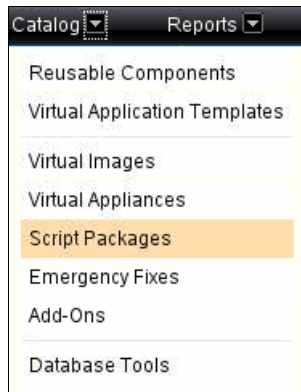 Catalog Reports
Reusable Components
Virtual Application Templates
Virtual Images
Virtual Appliances
Script Packages
Emergency Fixes
Add-Ons
Database Tools